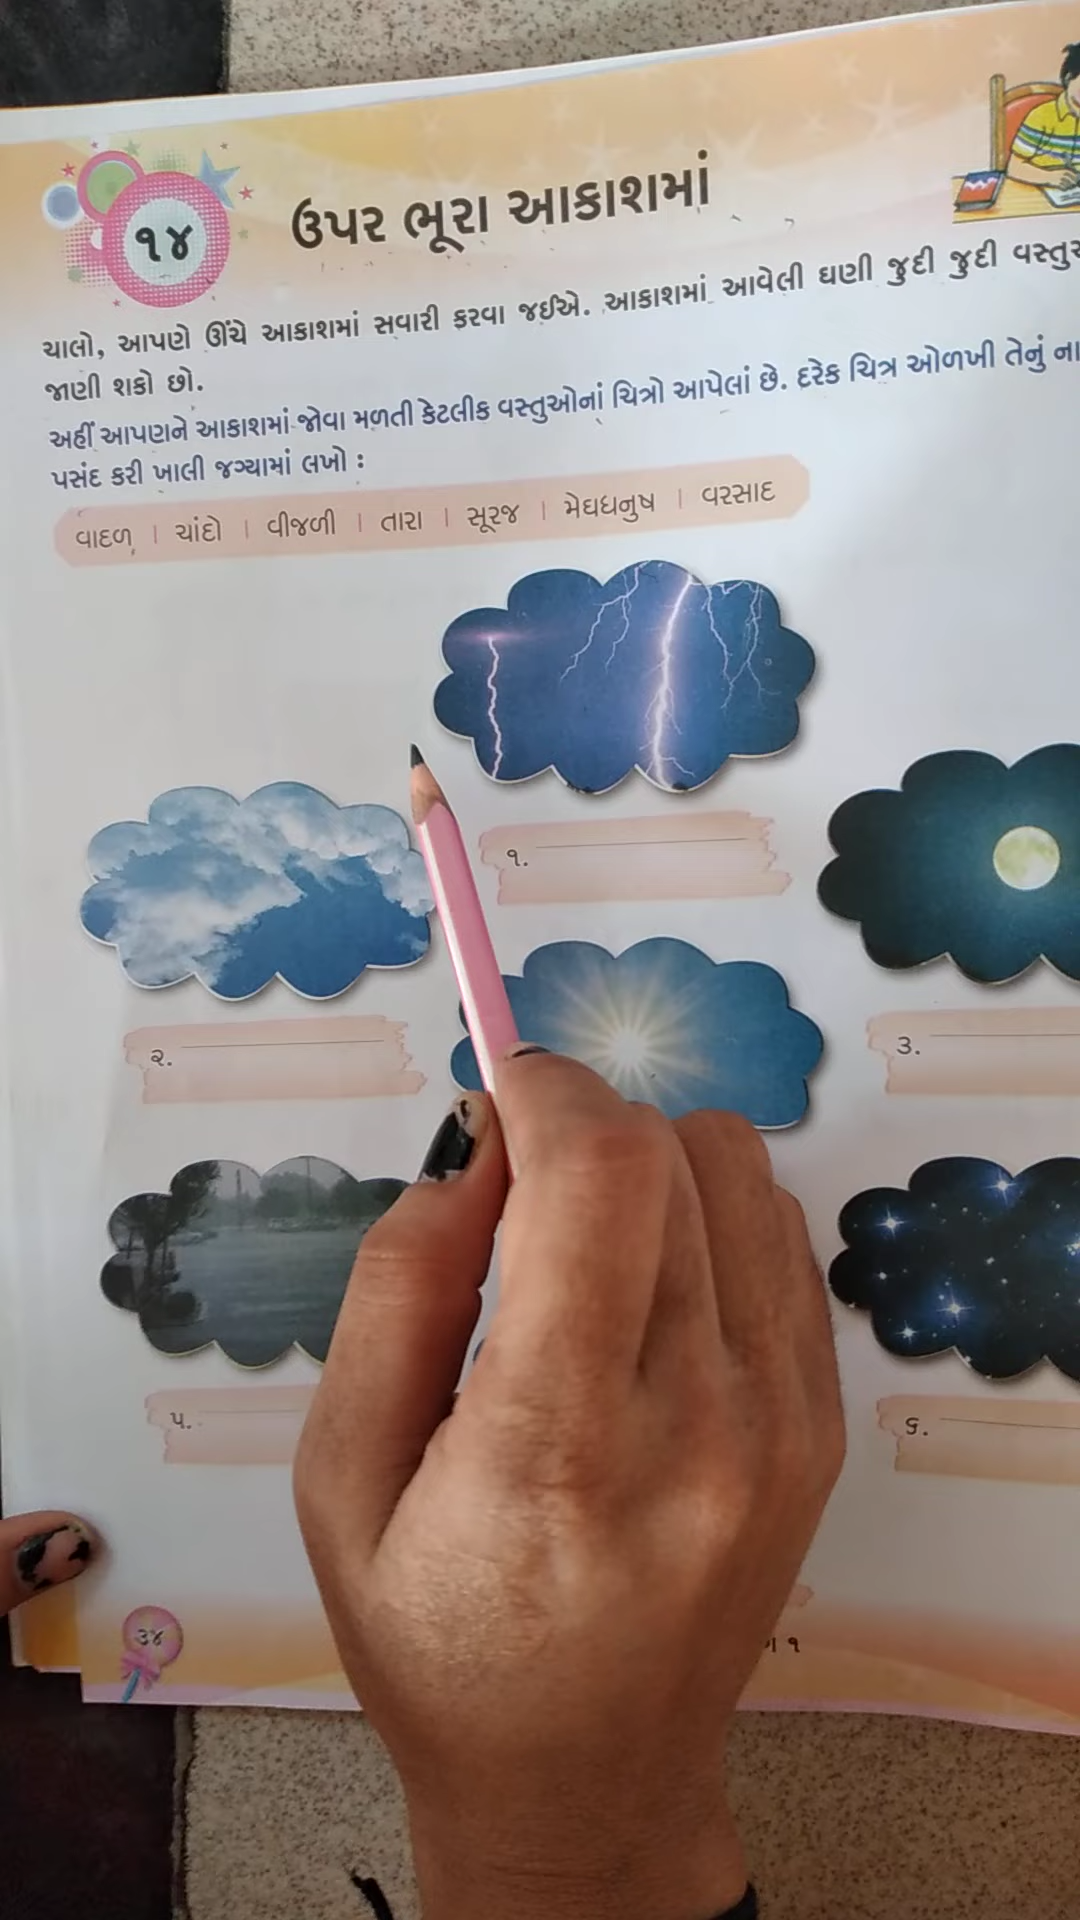 ૧૪
ઉપર ભૂરા આકાશમાં
ચાલો, આપણે ઊંચે આકાશમાં સવારી કરવા જઈએ. આકાશમાં આવેલી ઘણી જુદી જુદી
જાણી શકો છો.
અહીં આપણને આકાશમાં જોવા મળતી કેટલીક વસ્તુઓનાં ચિત્રો આપેલાં છે. દરેક ચિત્ર ઓળખી તેનું
પસંદ કરી ખાલી જગ્યામાં લખો :
વાદળ | ચાંદો | વીજળી | તારા | સૂરજ | મેઘધનુષ | વરસાદ
૧.
૨.
૩.
૫.
૬.
૩૪
૧